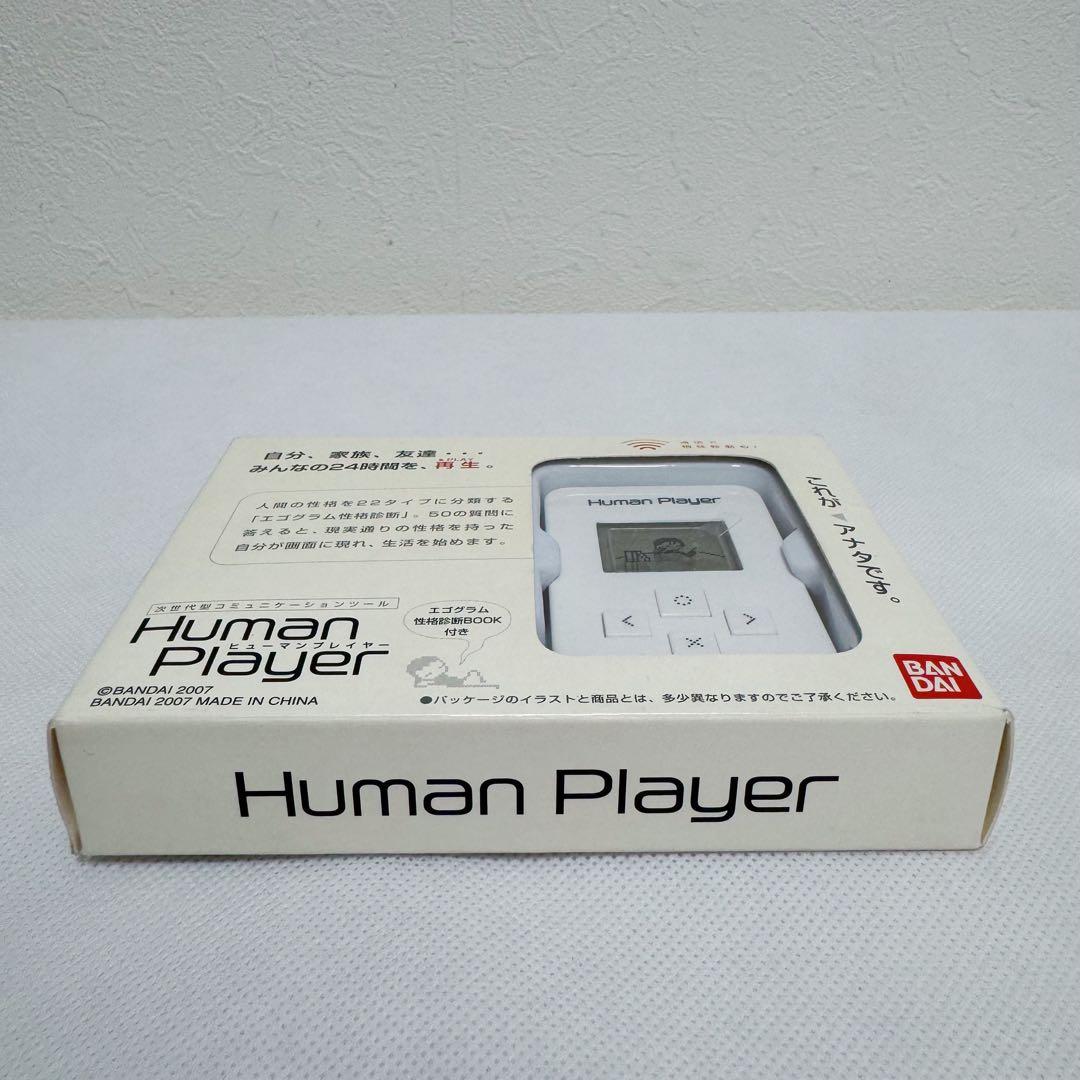 自分、家族、友達・・・
PLAY
みんなの24時間を、再生。
人間の性格を22タイプに分類する
「エゴグラム性格診断」。50の質問に
答えると、現実通りの性格を持った
自分が画面に現れ、生活を始めます。
次世代型コミュニケーションツール
Human
ヒューマンプレイヤー
Player
©BANDAI 2007
BANDAI 2007 MADE IN CHINA
エゴグラム
性格診断BOOK
付き
Human Player
これが アナタです。
BAN
DAI
●パッケージのイラストと商品とは、多少異なりますのでご了承ください。
Human Player